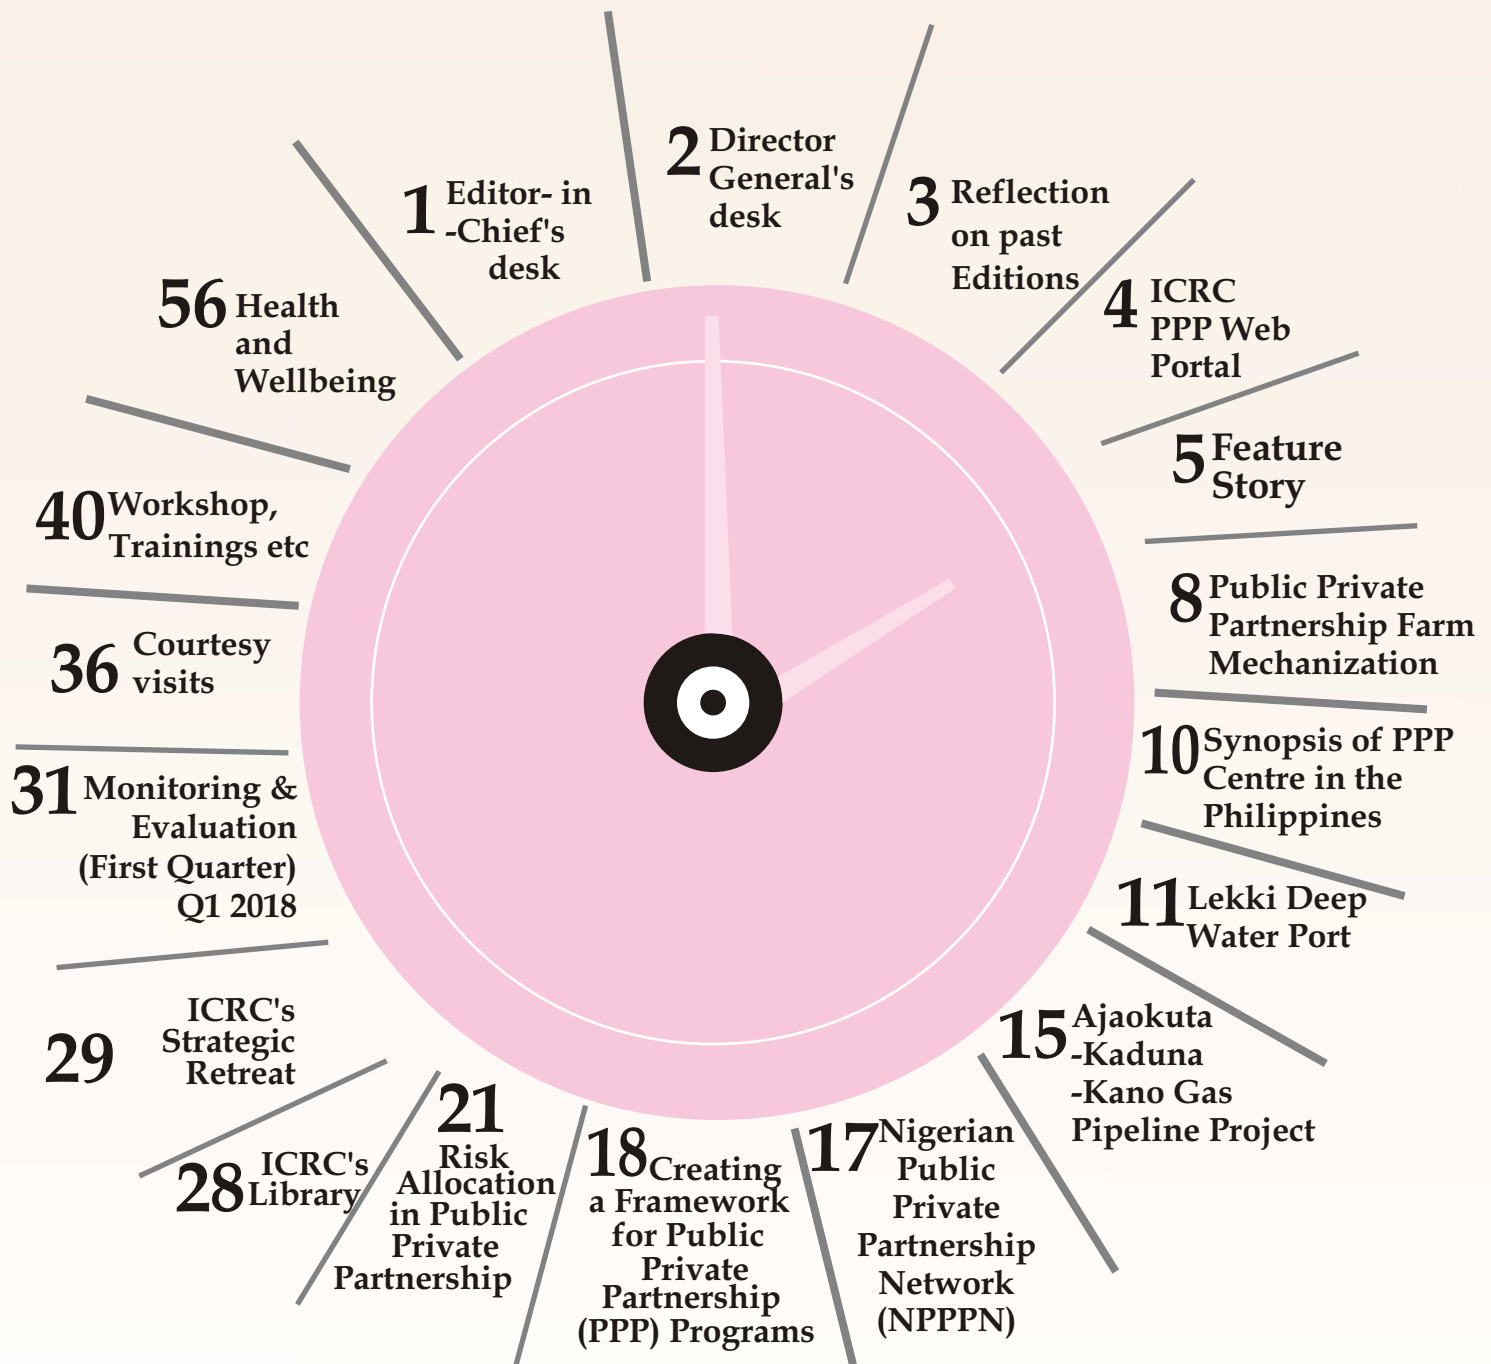 1 Editor- in
-Chief's
desk
2 Director
General's
desk
3 Reflection
on past
Editions
4 ICRC
PPP Web
Portal
5 Feature
Story
8 Public Private
Partnership Farm
Mechanization
10 Synopsis of PPP
Centre in the
Philippines
11 Lekki Deep
Water Port
15 Ajaokuta
-Kaduna
-Kano Gas
Pipeline Project
17 Nigerian
Public
Private
Partnership
Network
(NPPPN)
18 Creating
a Framework
for Public
Private
Partnership
(PPP) Programs
21
Risk
Allocation
in Public
Private
Partnership
28 ICRC's
Library
29 ICRC's
Strategic
Retreat
31 Monitoring &
Evaluation
(First Quarter)
Q1 2018
36 Courtesy
visits
40 Workshop,
Trainings etc
56 Health
and
Wellbeing